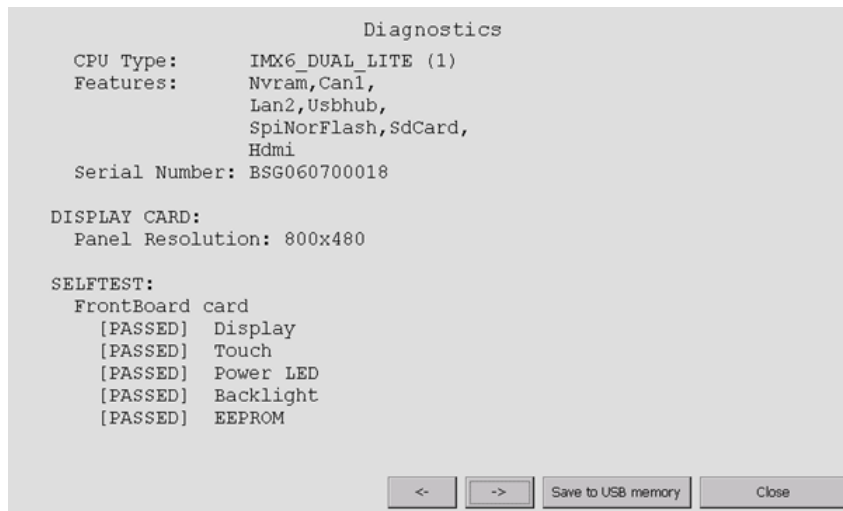 Diagnostics
CPU Type: IMX6_DUAL_LITE (1)
Features: Nvram,Can1,
Lan2,Usbhub,
SpiNorFlash,SdCard,
Hdmi
Serial Number: BSG060700018
DISPLAY CARD:
Panel Resolution: 800x480
SELFTEST:
FrontBoard card
[PASSED] Display
[PASSED] Touch
[PASSED] Power LED
[PASSED] Backlight
[PASSED] EEPROM
<- -> Save to USB memory Close